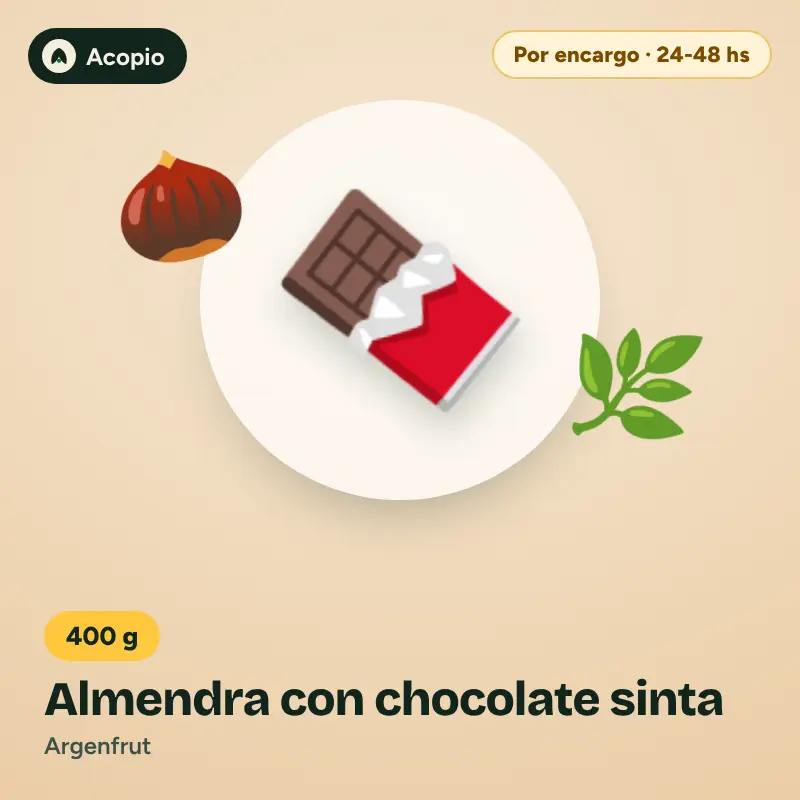 Acopio
Por encargo · 24-48 hs
400 g
Almendra con chocolate sinta
Argenfrut